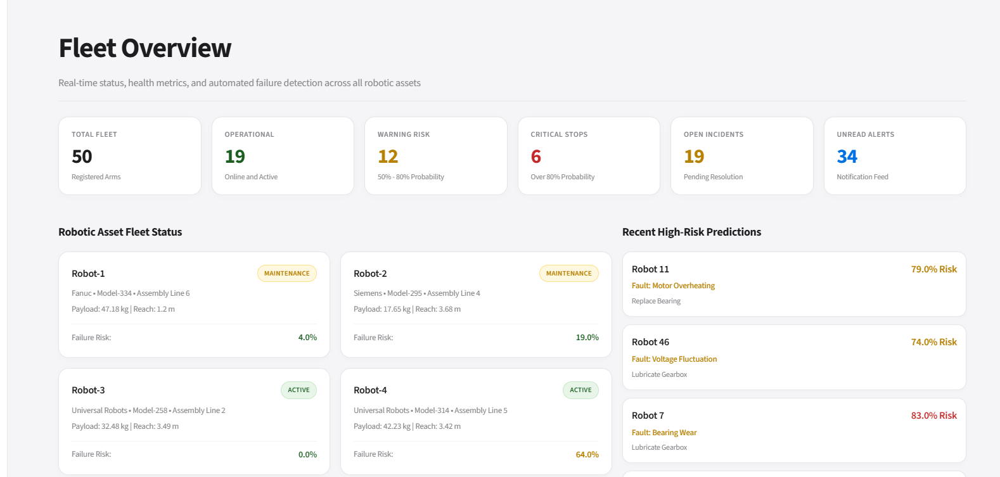 Fleet Overview
Real-time status, health metrics, and automated failure detection across all robotic assets
TOTAL FLEET
50
Registered Arms
OPERATIONAL
19
Online and Active
WARNING RISK
12
50% - 80% Probability
CRITICAL STOPS
6
Over 80% Probability
OPEN INCIDENTS
19
Pending Resolution
UNREAD ALERTS
34
Notification Feed
Robotic Asset Fleet Status
Robot-1
MAINTENANCE
Fanuc • Model-334 • Assembly Line 6
Payload: 47.18 kg | Reach: 1.2 m
Failure Risk:
4.0%
Robot-2
MAINTENANCE
Siemens • Model-295 • Assembly Line 4
Payload: 17.65 kg | Reach: 3.68 m
Failure Risk:
19.0%
Robot-3
ACTIVE
Universal Robots • Model-258 • Assembly Line 2
Payload: 32.48 kg | Reach: 3.49 m
Failure Risk:
0.0%
Robot-4
ACTIVE
Universal Robots • Model-314 • Assembly Line 5
Payload: 42.23 kg | Reach: 3.42 m
Failure Risk:
64.0%
Recent High-Risk Predictions
Robot 11
79.0% Risk
Fault: Motor Overheating
Replace Bearing
Robot 46
74.0% Risk
Fault: Voltage Fluctuation
Lubricate Gearbox
Robot 7
83.0% Risk
Fault: Bearing Wear
Lubricate Gearbox